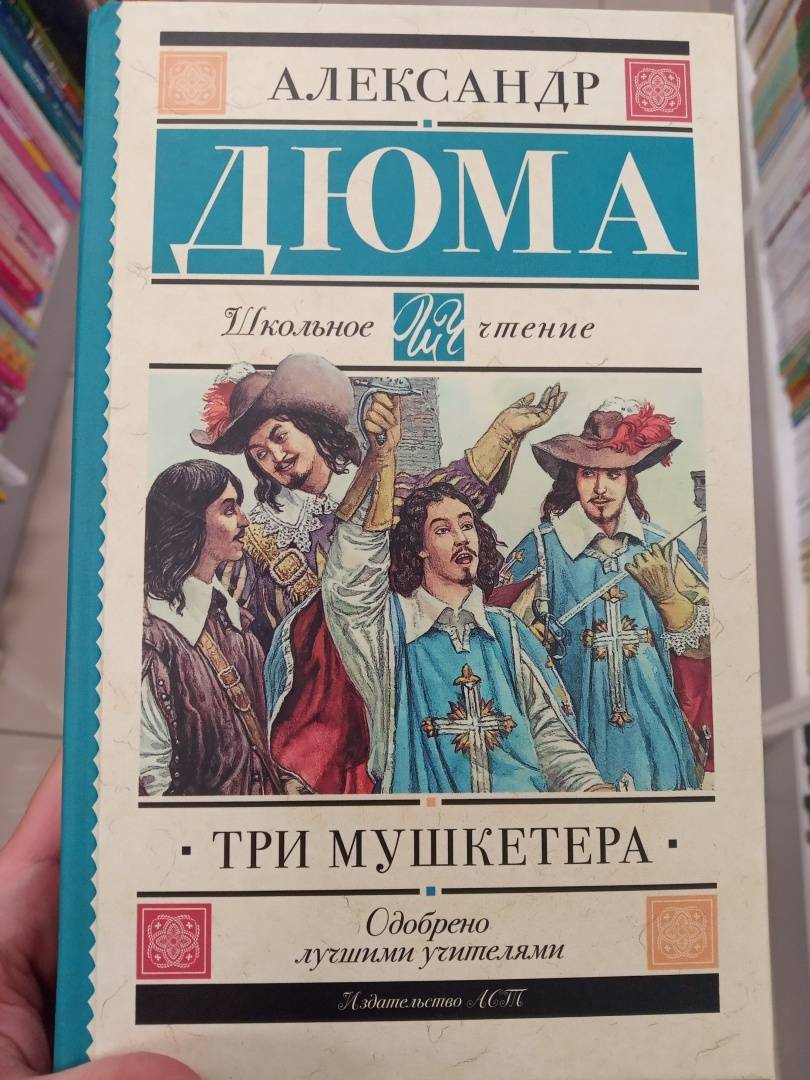 АЛЕКСАНДР
ДЮМА
Школьное ШЧ чтение
· ТРИ МУШКЕТЕРА ·
Одобрено
лучшими учителями
Издательство АСТ